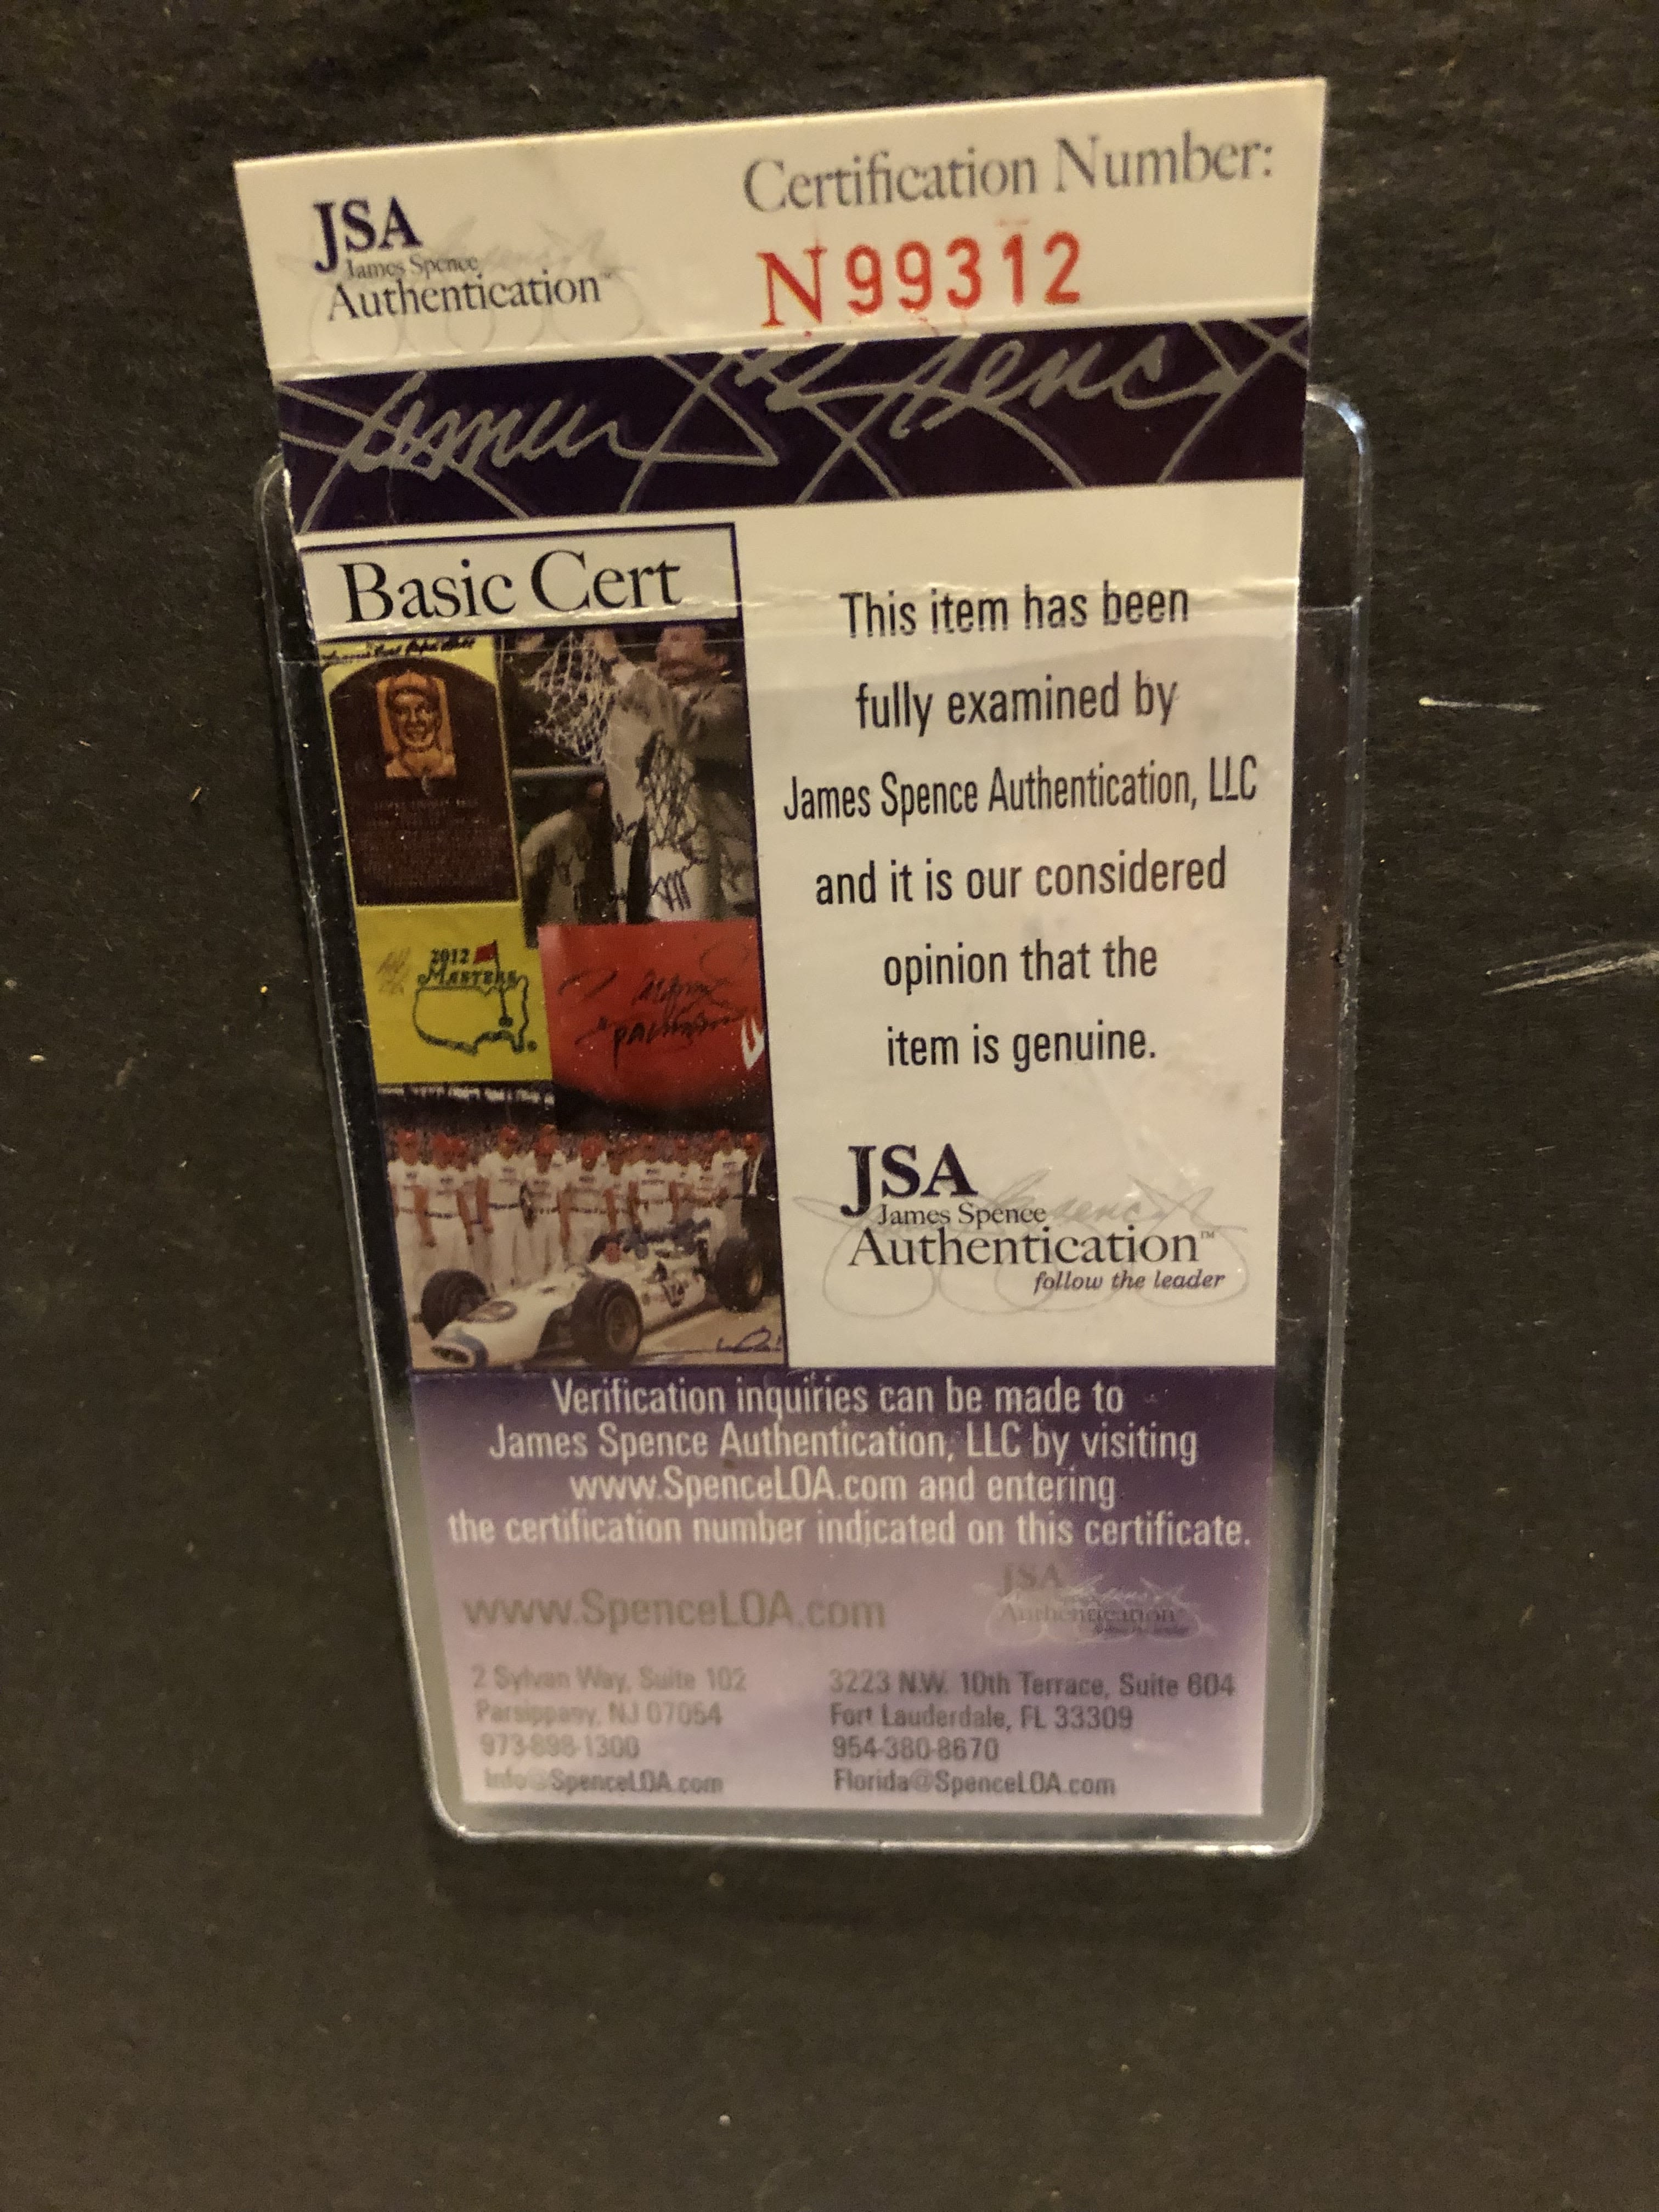 JSA
James Spence
Authentication™
Certification Number:
N99312
James Spence
Basic Cert
2012
MASTERS
This item has been
fully examined by
James Spence Authentication, LLC
and it is our considered
opinion that the
item is genuine.
JSA
James Spence
Authentication™
follow the leader
Verification inquiries can be made to
James Spence Authentication, LLC by visiting
www.SpenceLOA.com and entering
the certification number indicated on this certificate.
www.SpenceLOA.com
JSA
Authentication
2 Sylvan Way, Suite 102
Parsippany, NJ 07054
973-898-1300
Info@SpenceLOA.com
3223 N.W. 10th Terrace, Suite 604
Fort Lauderdale, FL 33309
954-380-8670
Florida@SpenceLOA.com